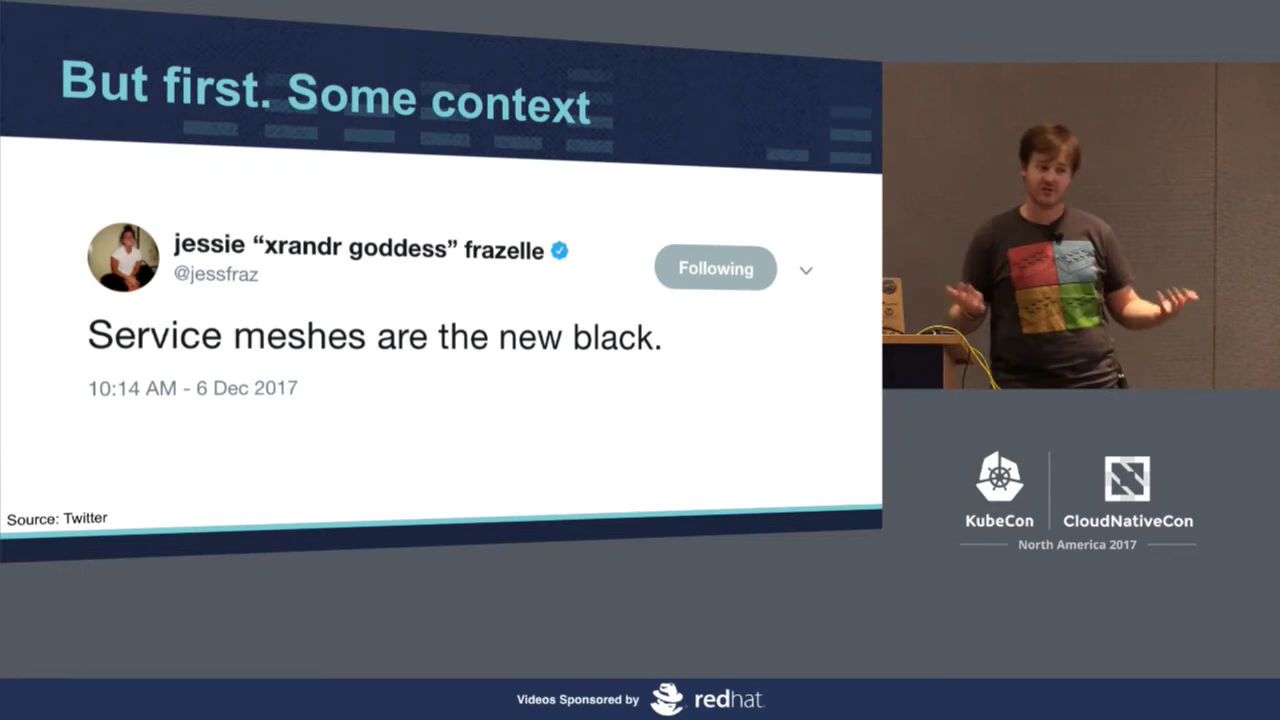 But first. Some context
jessie “xrandr goddess” frazelle
@jessfraz
Following
Service meshes are the new black.
10:14 AM - 6 Dec 2017
Source: Twitter
KubeCon
CloudNativeCon
North America 2017
Videos Sponsored by
redhat